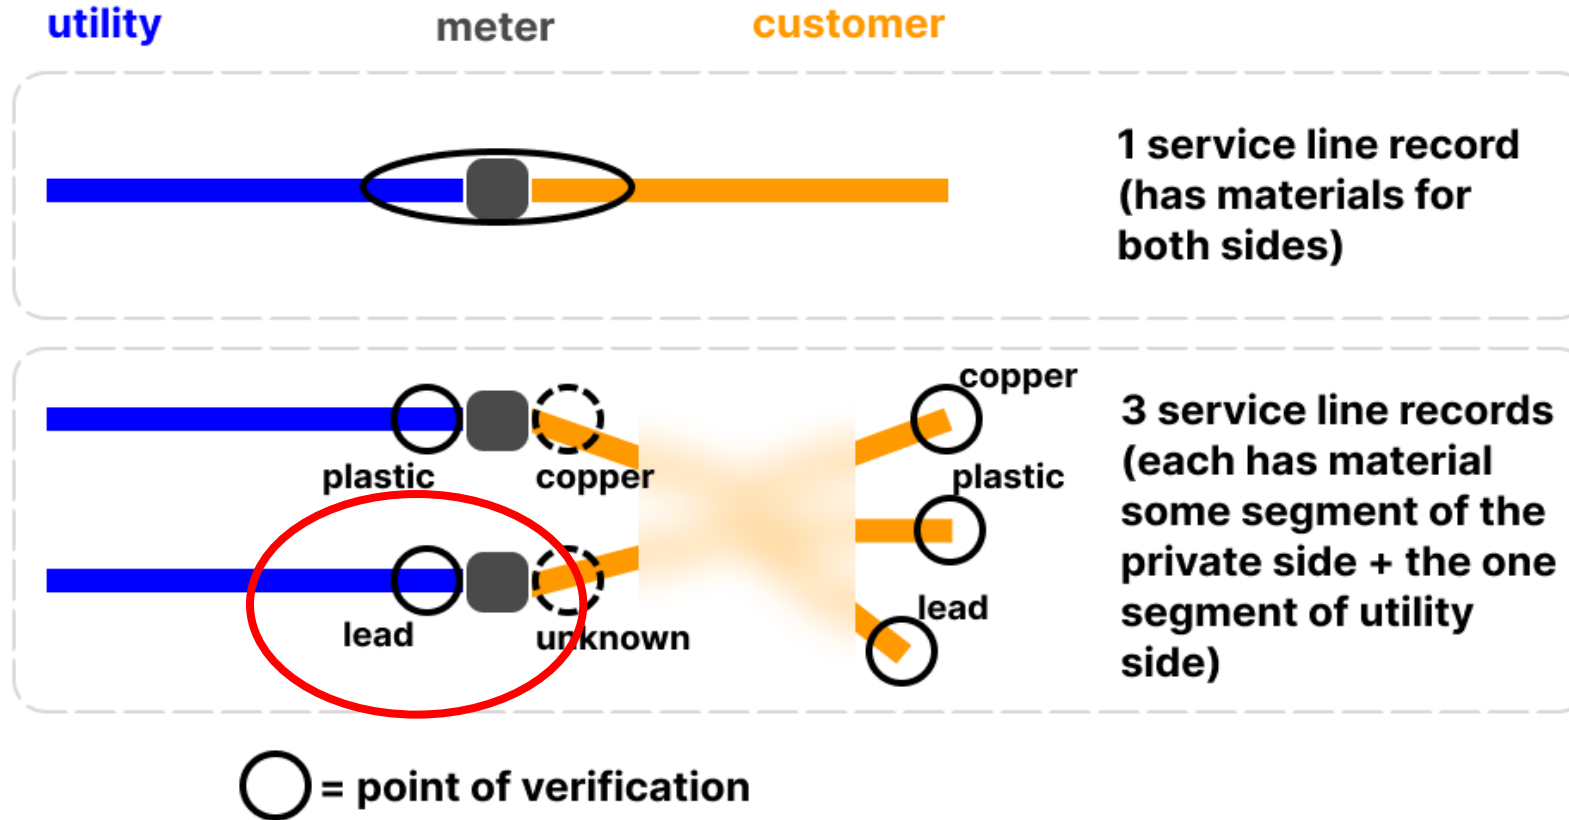 utility
meter
customer
1 service line record
(has materials for
both sides)
copper
plastic
copper
plastic
lead
unknown
lead
3 service line records
(each has material
some segment of the
private side + the one
segment of utility
side)
= point of verification